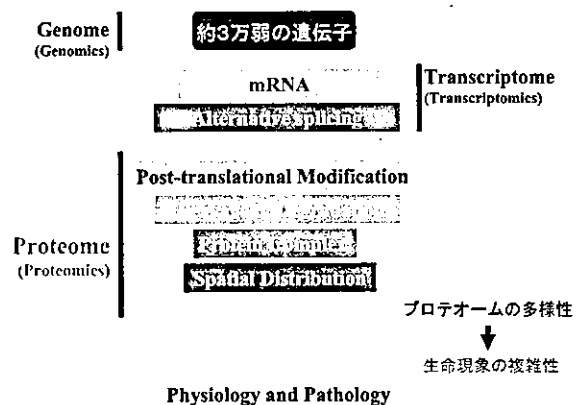 Genome
(Genomics)
約3万弱の遺伝子
mRNA
Alternative splicing
Transcriptome
(Transcriptomics)
Post-translational Modification
Proteome
(Proteomics)
Protein Complex
Spatial Distribution
プロテオームの多様性
生命現象の複雑性
Physiology and Pathology